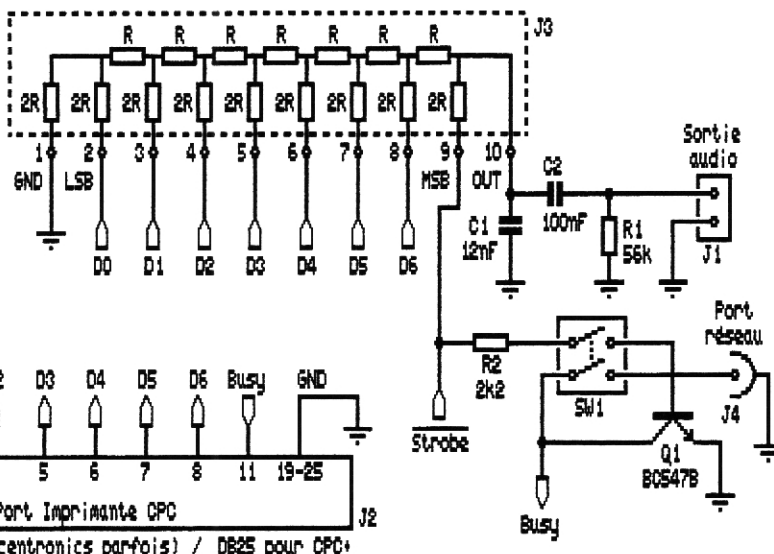 J3
R R R R R R R
2R 2R 2R 2R 2R 2R 2R 2R 2R
1 2 3 4 5 6 7 8 9 10
GND LSB MSB OUT
D0 D1 D2 D3 D4 D5 D6
C2
100nF
C1
12nF
R1
56k
Sortie
audio
J1
Port
réseau
R2
2k2
SW1
J4
Strobe
Q1
BC547B
Busy
D3 D4 D5 D6 Busy GND
5 6 7 8 11 19-25
Port Imprimante CPC
J2
(centronics parfois) / DB25 pour CPC+